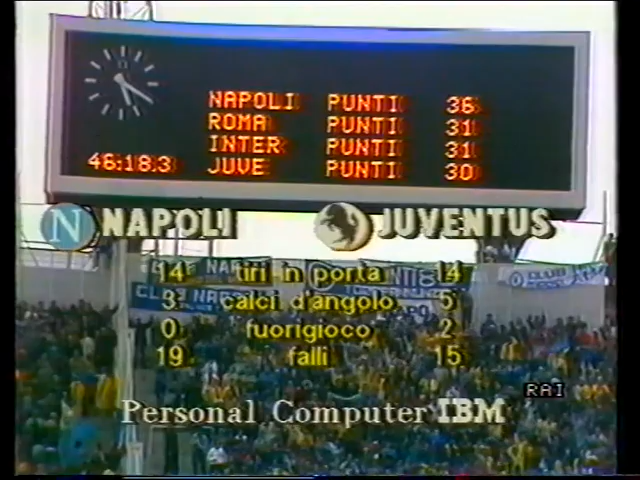 NAPOLI PUNTI 36
ROMA PUNTI 31
INTER PUNTI 31
46:18.3 JUVE PUNTI 30
N NAPOLI JUVENTUS
14 tiri in porta 14
3 calci d'angolo 5
0 fuorigioco 2
19 falli 15
RAI
Personal Computer IBM